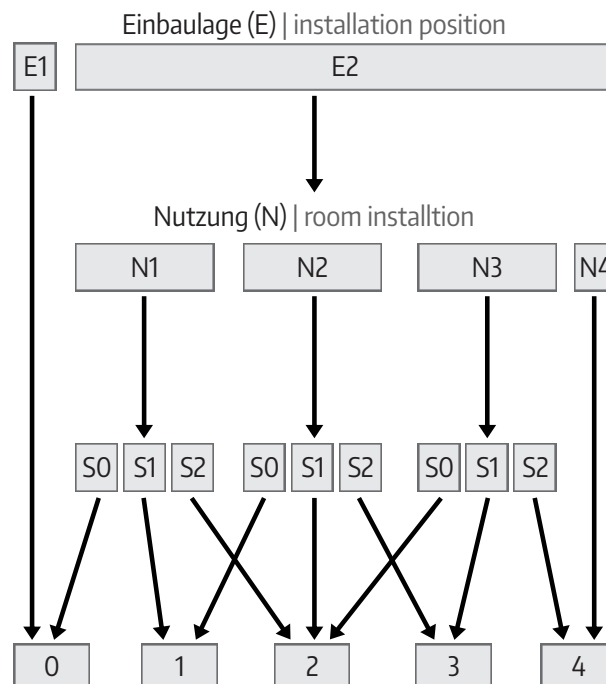 Einbaulage (E) | installation position
E1 E2
Nutzung (N) | room installtion
N1 N2 N3 N4
S0 S1 S2 S0 S1 S2 S0 S1 S2
0 1 2 3 4